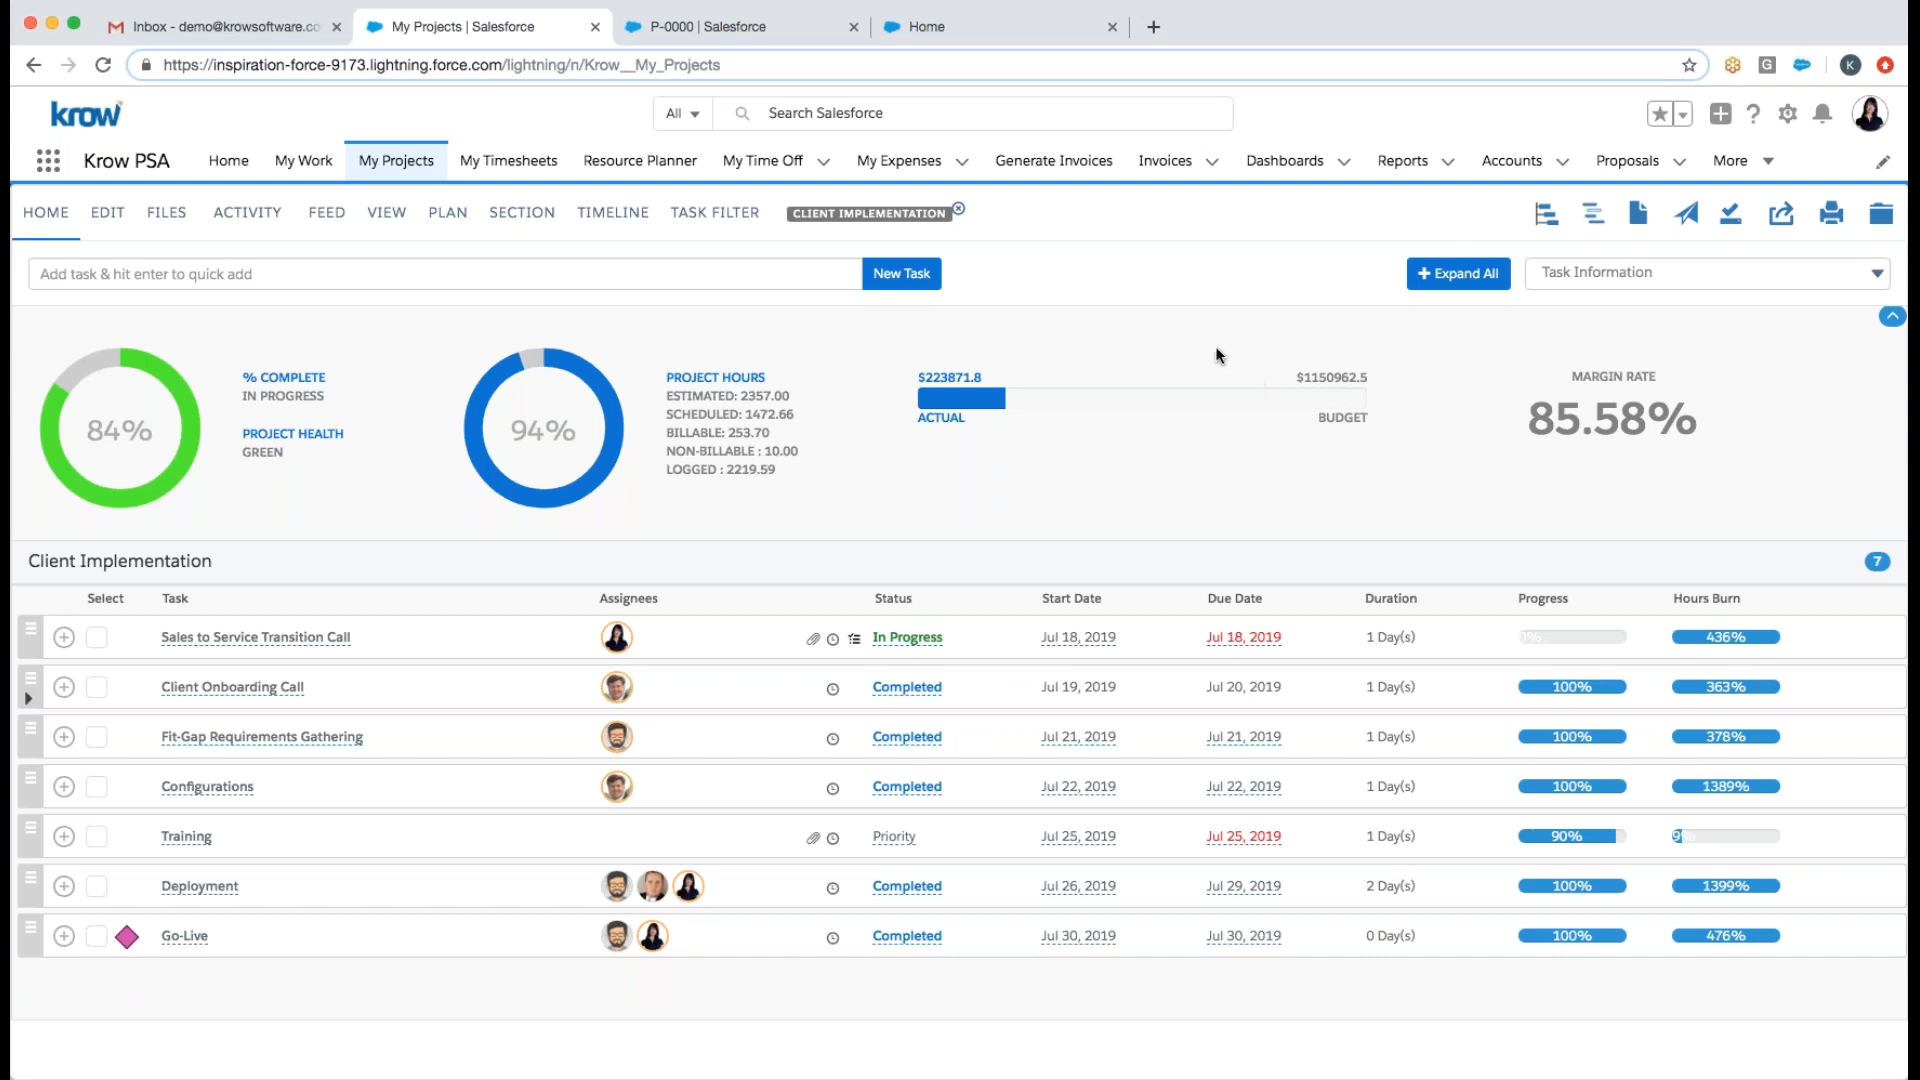 Inbox - demo@krowsoftware.co
My Projects | Salesforce
P-0000 | Salesforce
Home
https://inspiration-force-9173.lightning.force.com/lightning/n/Krow__My_Projects
G
K
krow
All
Search Salesforce
Krow PSA
Home
My Work
My Projects
My Timesheets
Resource Planner
My Time Off
My Expenses
Generate Invoices
Invoices
Dashboards
Reports
Accounts
Proposals
More
HOME
EDIT
FILES
ACTIVITY
FEED
VIEW
PLAN
SECTION
TIMELINE
TASK FILTER
CLIENT IMPLEMENTATION
Add task & hit enter to quick add
New Task
Expand All
Task Information
84%
% COMPLETE
IN PROGRESS
PROJECT HEALTH
GREEN
94%
PROJECT HOURS
ESTIMATED: 2357.00
SCHEDULED: 1472.66
BILLABLE: 253.70
NON-BILLABLE : 10.00
LOGGED : 2219.59
$223871.8
$1150962.5
ACTUAL
BUDGET
MARGIN RATE
85.58%
Client Implementation
7
Select Task Assignees Status Start Date Due Date Duration Progress Hours Burn
Sales to Service Transition Call In Progress Jul 18, 2019 Jul 18, 2019 1 Day(s) 0% 436%
Client Onboarding Call Completed Jul 19, 2019 Jul 20, 2019 1 Day(s) 100% 363%
Fit-Gap Requirements Gathering Completed Jul 21, 2019 Jul 21, 2019 1 Day(s) 100% 378%
Configurations Completed Jul 22, 2019 Jul 22, 2019 1 Day(s) 100% 1389%
Training Priority Jul 25, 2019 Jul 25, 2019 1 Day(s) 90% 9%
Deployment Completed Jul 26, 2019 Jul 29, 2019 2 Day(s) 100% 1399%
Go-Live Completed Jul 30, 2019 Jul 30, 2019 0 Day(s) 100% 476%